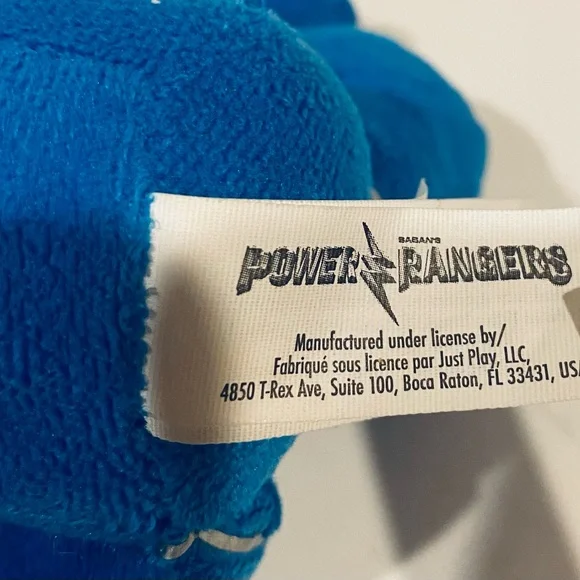 SABAN'S
POWER RANGERS
Manufactured under license by/
Fabriqué sous licence par Just Play, LLC,
4850 T-Rex Ave, Suite 100, Boca Raton, FL 33431, USA